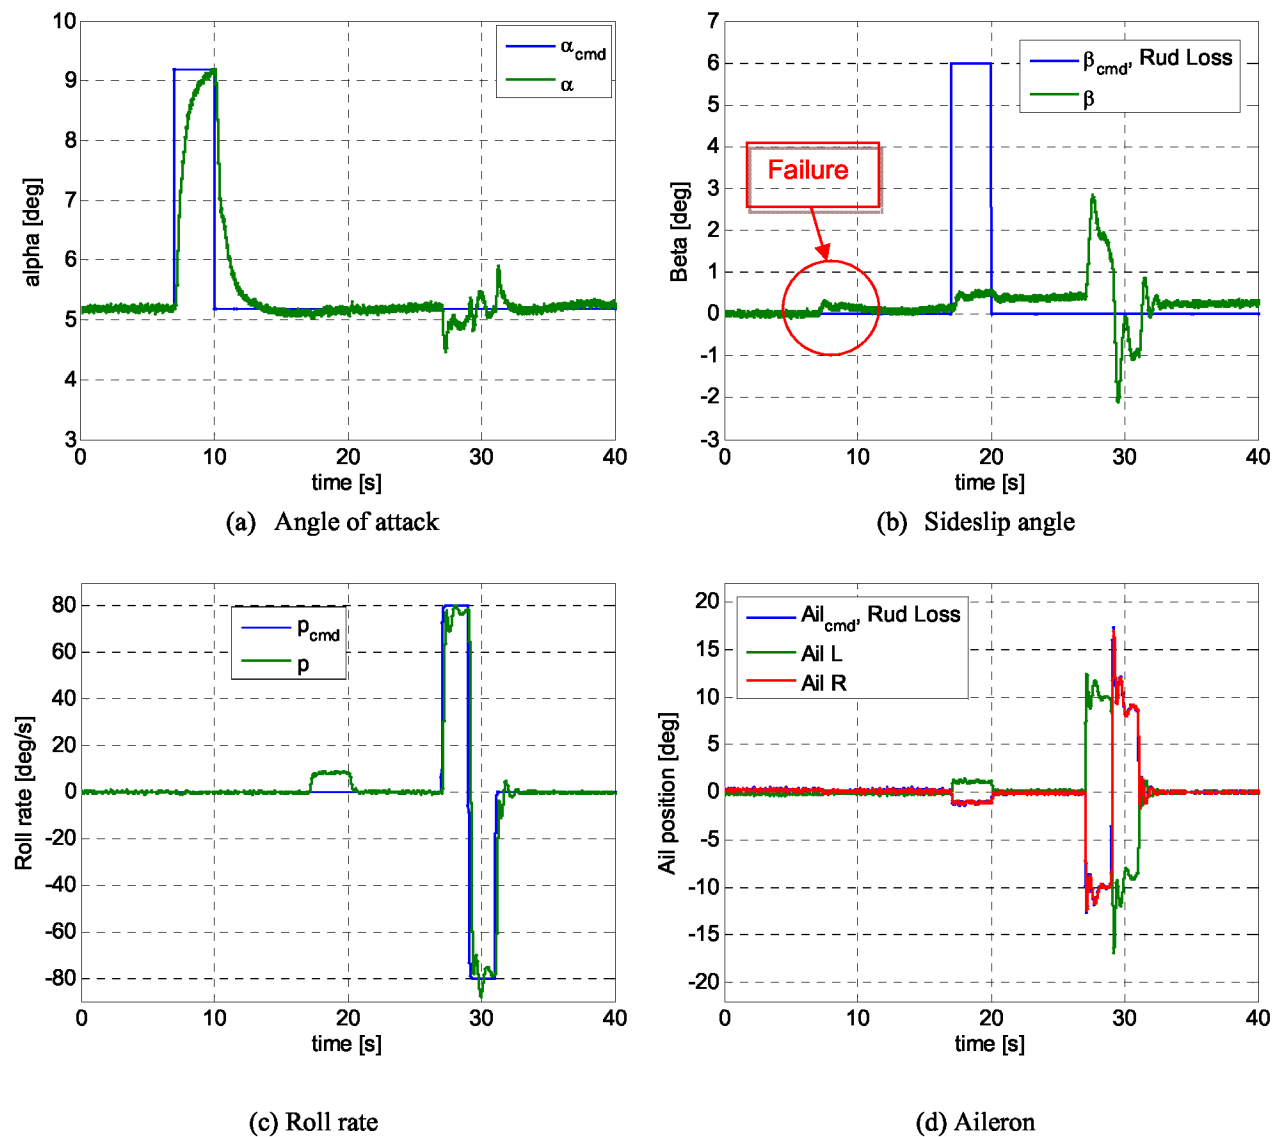 10
9
8
7
6
5
4
3
alpha [deg]
0
10
20
30
40
time [s]
αcmd
α
(a) Angle of attack
7
6
5
4
3
2
1
0
-1
-2
-3
Beta [deg]
0
10
20
30
40
time [s]
βcmd, Rud Loss
β
Failure
(b) Sideslip angle
80
60
40
20
0
-20
-40
-60
-80
Roll rate [deg/s]
0
10
20
30
40
time [s]
pcmd
p
(c) Roll rate
20
15
10
5
0
-5
-10
-15
-20
Ail position [deg]
0
10
20
30
40
time [s]
Ailcmd, Rud Loss
Ail L
Ail R
(d) Aileron